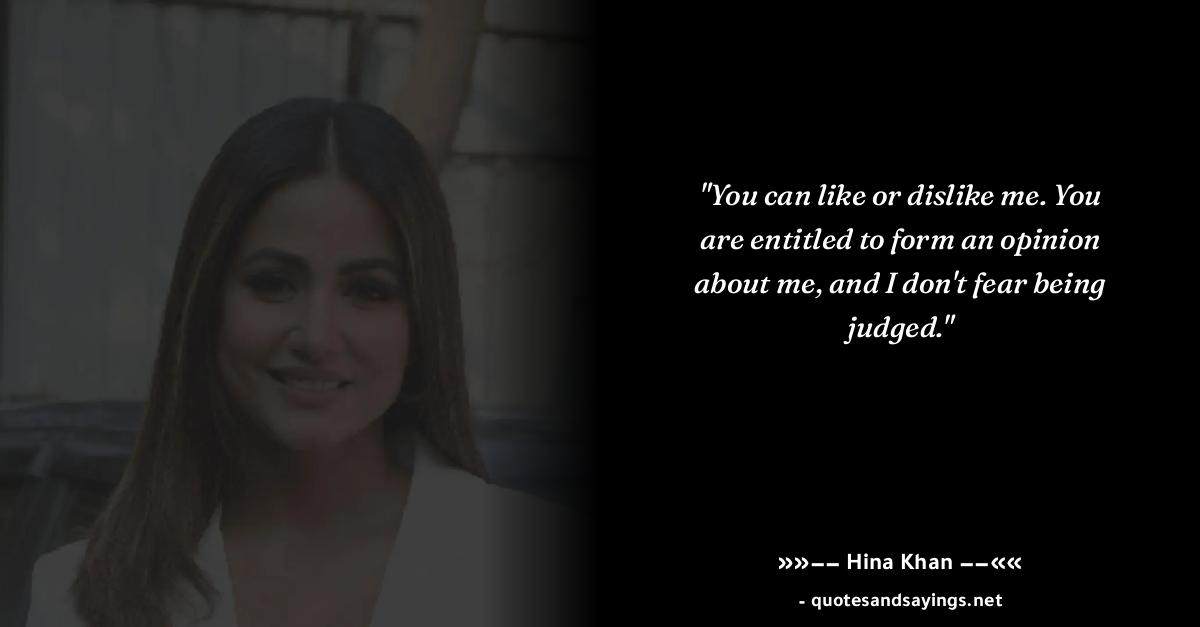 "You can like or dislike me. You
are entitled to form an opinion
about me, and I don't fear being
judged."
»»−− Hina Khan −−««
- quotesandsayings.net